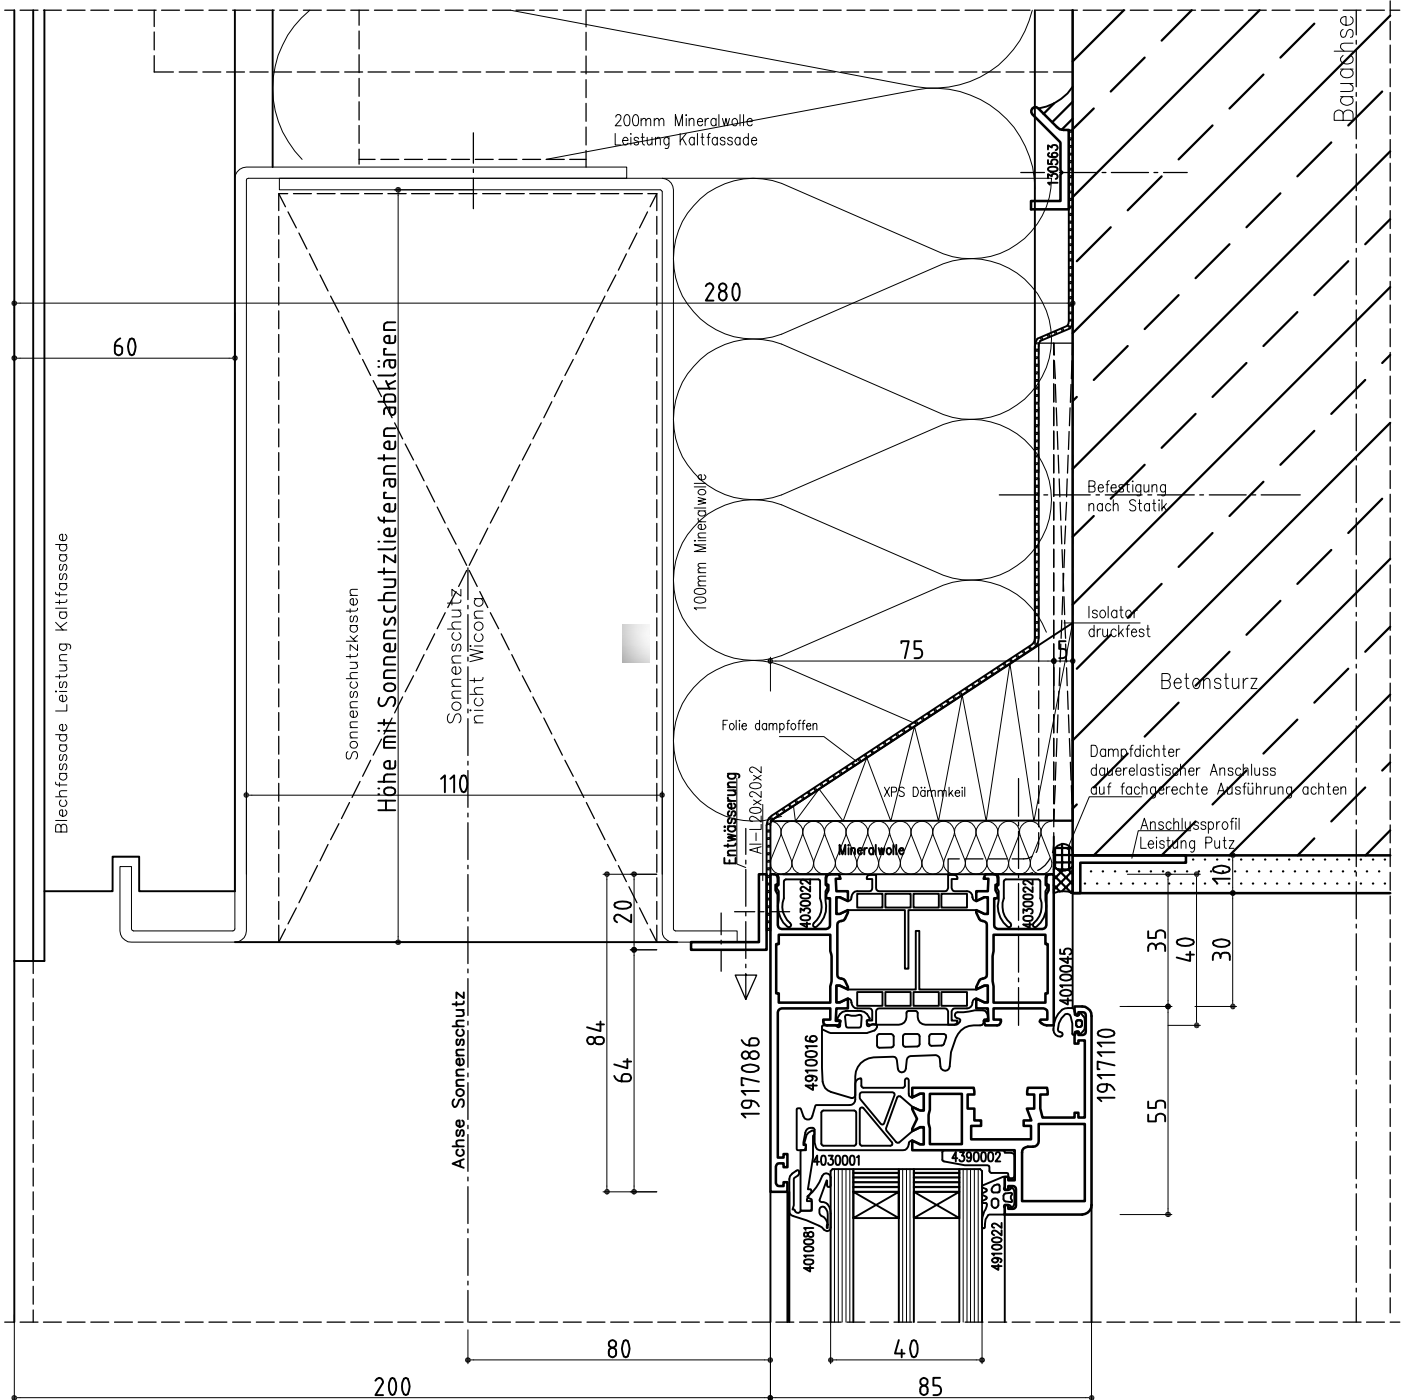 Bauachse
200mm Mineralwolle
Leistung Kaltfassade
130563
280
60
Höhe mit Sonnenschutzlieferanten abklären
100mm Mineralwolle
Befestigung
nach Statik
Blechfassade Leistung Kaltfassade
Sonnenschutzkasten
Sonnenschutz
nicht Wicona
Isolator
druckfest
75
5
Betonsturz
Folie dampfoffen
Dampfdichter
dauerelastischer Anschluss
auf fachgerechte Ausführung achten
110
Entwässerung
Al-L 20x20x2
XPS Dämmkeil
Anschlussprofil
Leistung Putz
Mineralwolle
10
4030022
4030022
20
35
40
30
4010045
Achse Sonnenschutz
84
64
1917086
4910016
1917110
55
4030001
4390002
4010081
4910022
80
40
200
85